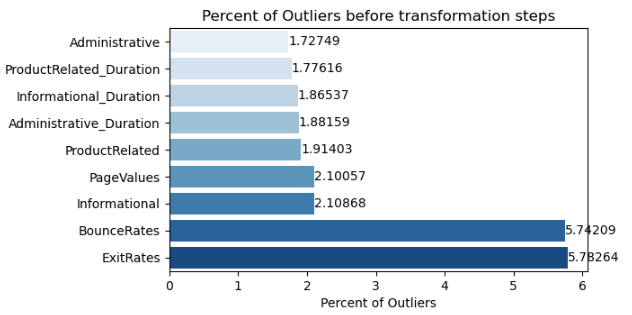 Percent of Outliers before transformation steps
Administrative 1.72749
ProductRelated_Duration 1.77616
Informational_Duration 1.86537
Administrative_Duration 1.88159
ProductRelated 1.91403
PageValues 2.10057
Informational 2.10868
BounceRates 5.74209
ExitRates 5.78264
0 1 2 3 4 5 6
Percent of Outliers